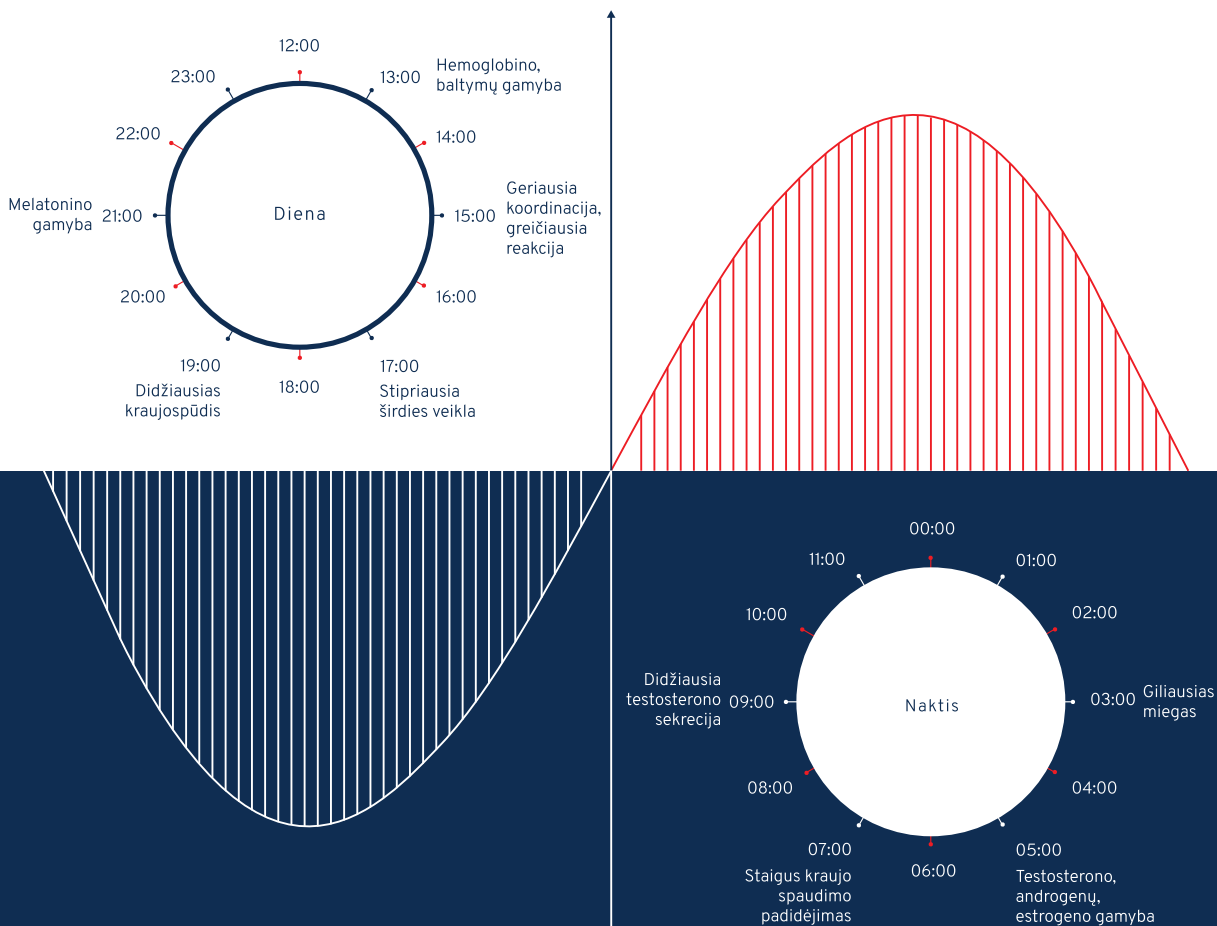 12:00
23:00
13:00
Hemoglobino,
baltymų gamyba
22:00
14:00
Melatonino
gamyba
21:00
Diena
15:00
Geriausia
koordinacija,
greičiausia
reakcija
20:00
16:00
19:00
Didžiausias
kraujospūdis
18:00
17:00
Stipriausia
širdies veikla
00:00
11:00
01:00
10:00
02:00
Didžiausia
testosterono
sekrecija
09:00
Naktis
03:00
Giliausias
miegas
08:00
04:00
07:00
Staigus kraujo
spaudimo
padidėjimas
06:00
05:00
Testosterono,
androgenų,
estrogeno gamyba